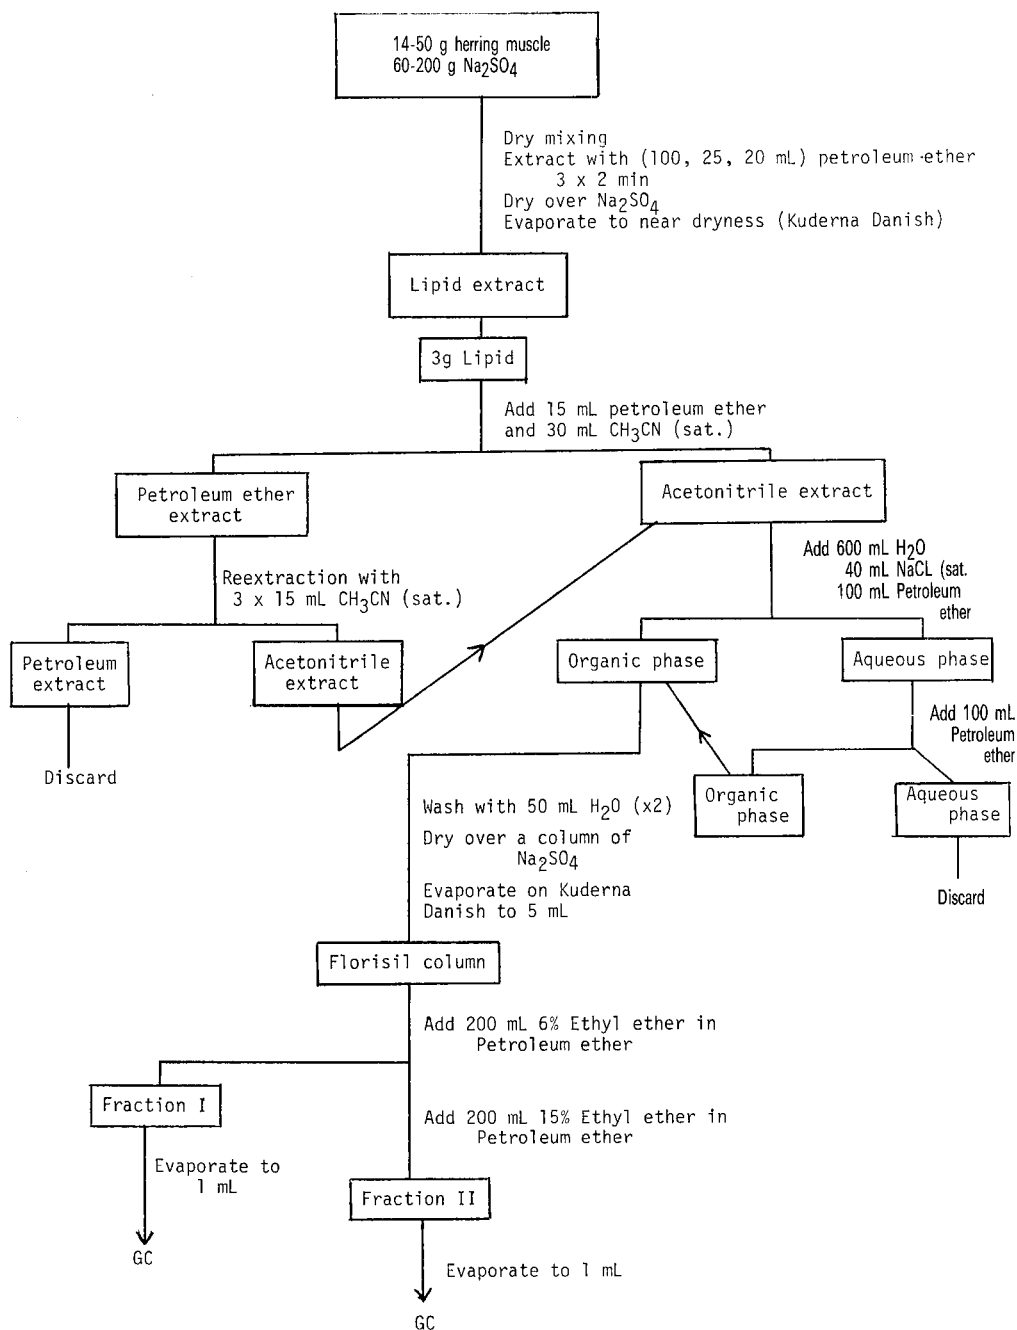 14-50 g herring muscle
60-200 g Na2SO4
Dry mixing
Extract with (100, 25, 20 mL) petroleum-ether
3 x 2 min
Dry over Na2SO4
Evaporate to near dryness (Kuderna Danish)
Lipid extract
3g Lipid
Add 15 mL petroleum ether
and 30 mL CH3CN (sat.)
Petroleum ether
extract
Acetonitrile extract
Reextraction with
3 x 15 mL CH3CN (sat.)
Add 600 mL H2O
40 mL NaCL (sat.
100 mL Petroleum
ether
Petroleum
extract
Acetonitrile
extract
Organic phase
Aqueous phase
Discard
Add 100 mL
Petroleum
ether
Organic
phase
Aqueous
phase
Discard
Wash with 50 mL H2O (x2)
Dry over a column of
Na2SO4
Evaporate on Kuderna
Danish to 5 mL
Florisil column
Add 200 mL 6% Ethyl ether in
Petroleum ether
Fraction I
Add 200 mL 15% Ethyl ether in
Petroleum ether
Evaporate to
1 mL
Fraction II
GC
Evaporate to 1 mL
GC